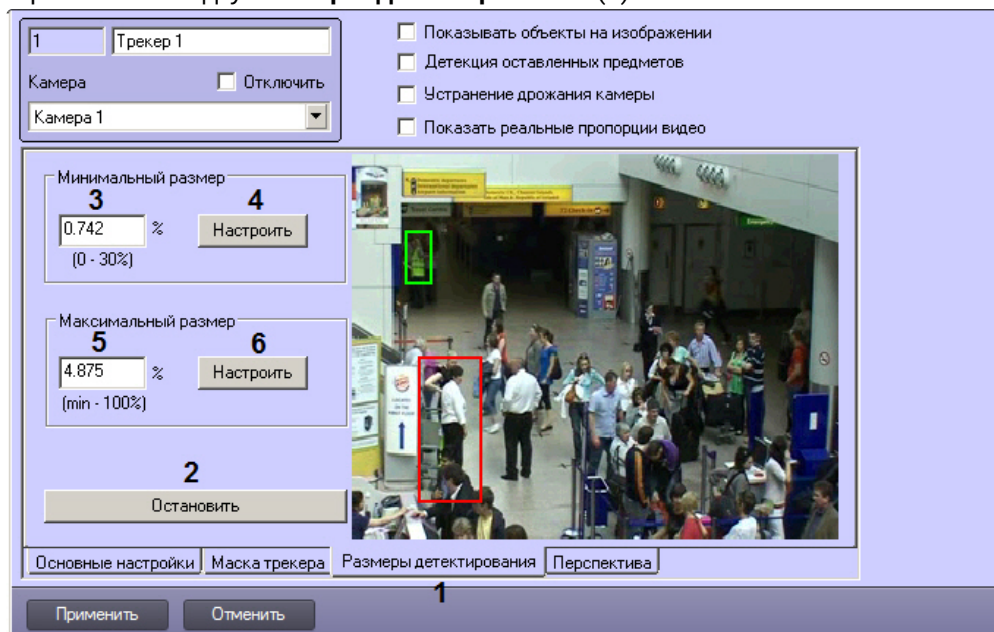 1 Трекер 1
Камера Отключить
Камера 1
Показывать объекты на изображении
Детекция оставленных предметов
Устранение дрожания камеры
Показать реальные пропорции видео
Минимальный размер
3 4
0.742 % Настроить
(0 - 30%)
Максимальный размер
5 6
4.875 % Настроить
(min - 100%)
2
Остановить
Основные настройки Маска трекера Размеры детектирования Перспектива
1
Применить Отменить